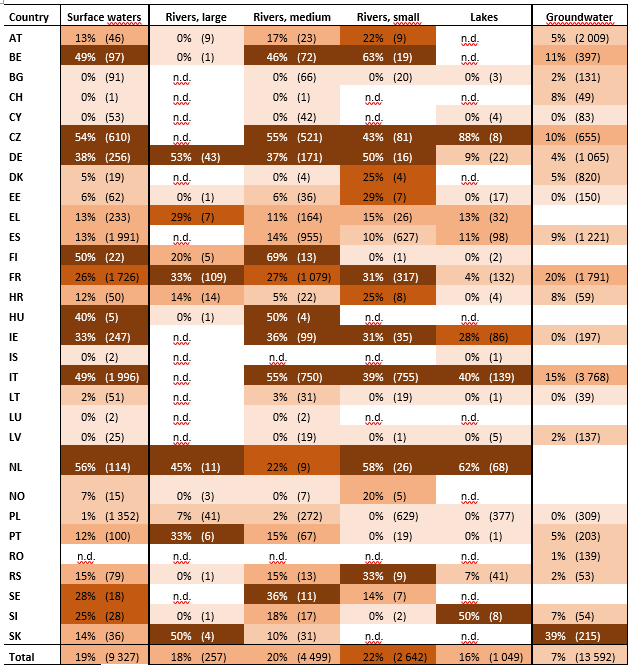 Country Surface waters Rivers, large Rivers, medium Rivers, small Lakes Groundwater
AT 13% (46) 0% (9) 17% (23) 22% (9) n.d. 5% (2 009)
BE 49% (97) 0% (1) 46% (72) 63% (19) n.d. 11% (397)
BG 0% (91) n.d. 0% (66) 0% (20) 0% (3) 2% (131)
CH 0% (1) n.d. 0% (1) n.d. n.d. 8% (49)
CY 0% (53) n.d. 0% (42) n.d. 0% (4) 0% (83)
CZ 54% (610) n.d. 55% (521) 43% (81) 88% (8) 10% (655)
DE 38% (256) 53% (43) 37% (171) 50% (16) 9% (22) 4% (1 065)
DK 5% (19) n.d. 0% (4) 25% (4) n.d. 5% (820)
EE 6% (62) 0% (1) 6% (36) 29% (7) 0% (17) 0% (150)
EL 13% (233) 29% (7) 11% (164) 15% (26) 13% (32)
ES 13% (1 991) n.d. 14% (955) 10% (627) 11% (98) 9% (1 221)
FI 50% (22) 20% (5) 69% (13) 0% (1) 0% (2)
FR 26% (1 726) 33% (109) 27% (1 079) 31% (317) 4% (132) 20% (1 791)
HR 12% (50) 14% (14) 5% (22) 25% (8) 0% (4) 8% (59)
HU 40% (5) 0% (1) 50% (4) n.d. n.d.
IE 33% (247) n.d. 36% (99) 31% (35) 28% (86) 0% (197)
IS 0% (2) n.d. n.d. n.d. 0% (1)
IT 49% (1 996) n.d. 55% (750) 39% (755) 40% (139) 15% (3 768)
LT 2% (51) n.d. 3% (31) 0% (19) 0% (1) 0% (39)
LU 0% (2) n.d. 0% (2) n.d. n.d.
LV 0% (25) n.d. 0% (19) 0% (1) 0% (5) 2% (137)
NL 56% (114) 45% (11) 22% (9) 58% (26) 62% (68)
NO 7% (15) 0% (3) 0% (7) 20% (5) n.d.
PL 1% (1 352) 7% (41) 2% (272) 0% (629) 0% (377) 0% (309)
PT 12% (100) 33% (6) 15% (67) 0% (19) 0% (1) 5% (203)
RO n.d. n.d. n.d. n.d. n.d. 1% (139)
RS 15% (79) 0% (1) 15% (13) 33% (9) 7% (41) 2% (53)
SE 28% (18) n.d. 36% (11) 14% (7) n.d.
SI 25% (28) 0% (1) 18% (17) 0% (2) 50% (8) 7% (54)
SK 14% (36) 50% (4) 10% (31) n.d. n.d. 39% (215)
Total 19% (9 327) 18% (257) 20% (4 499) 22% (2 642) 16% (1 049) 7% (13 592)